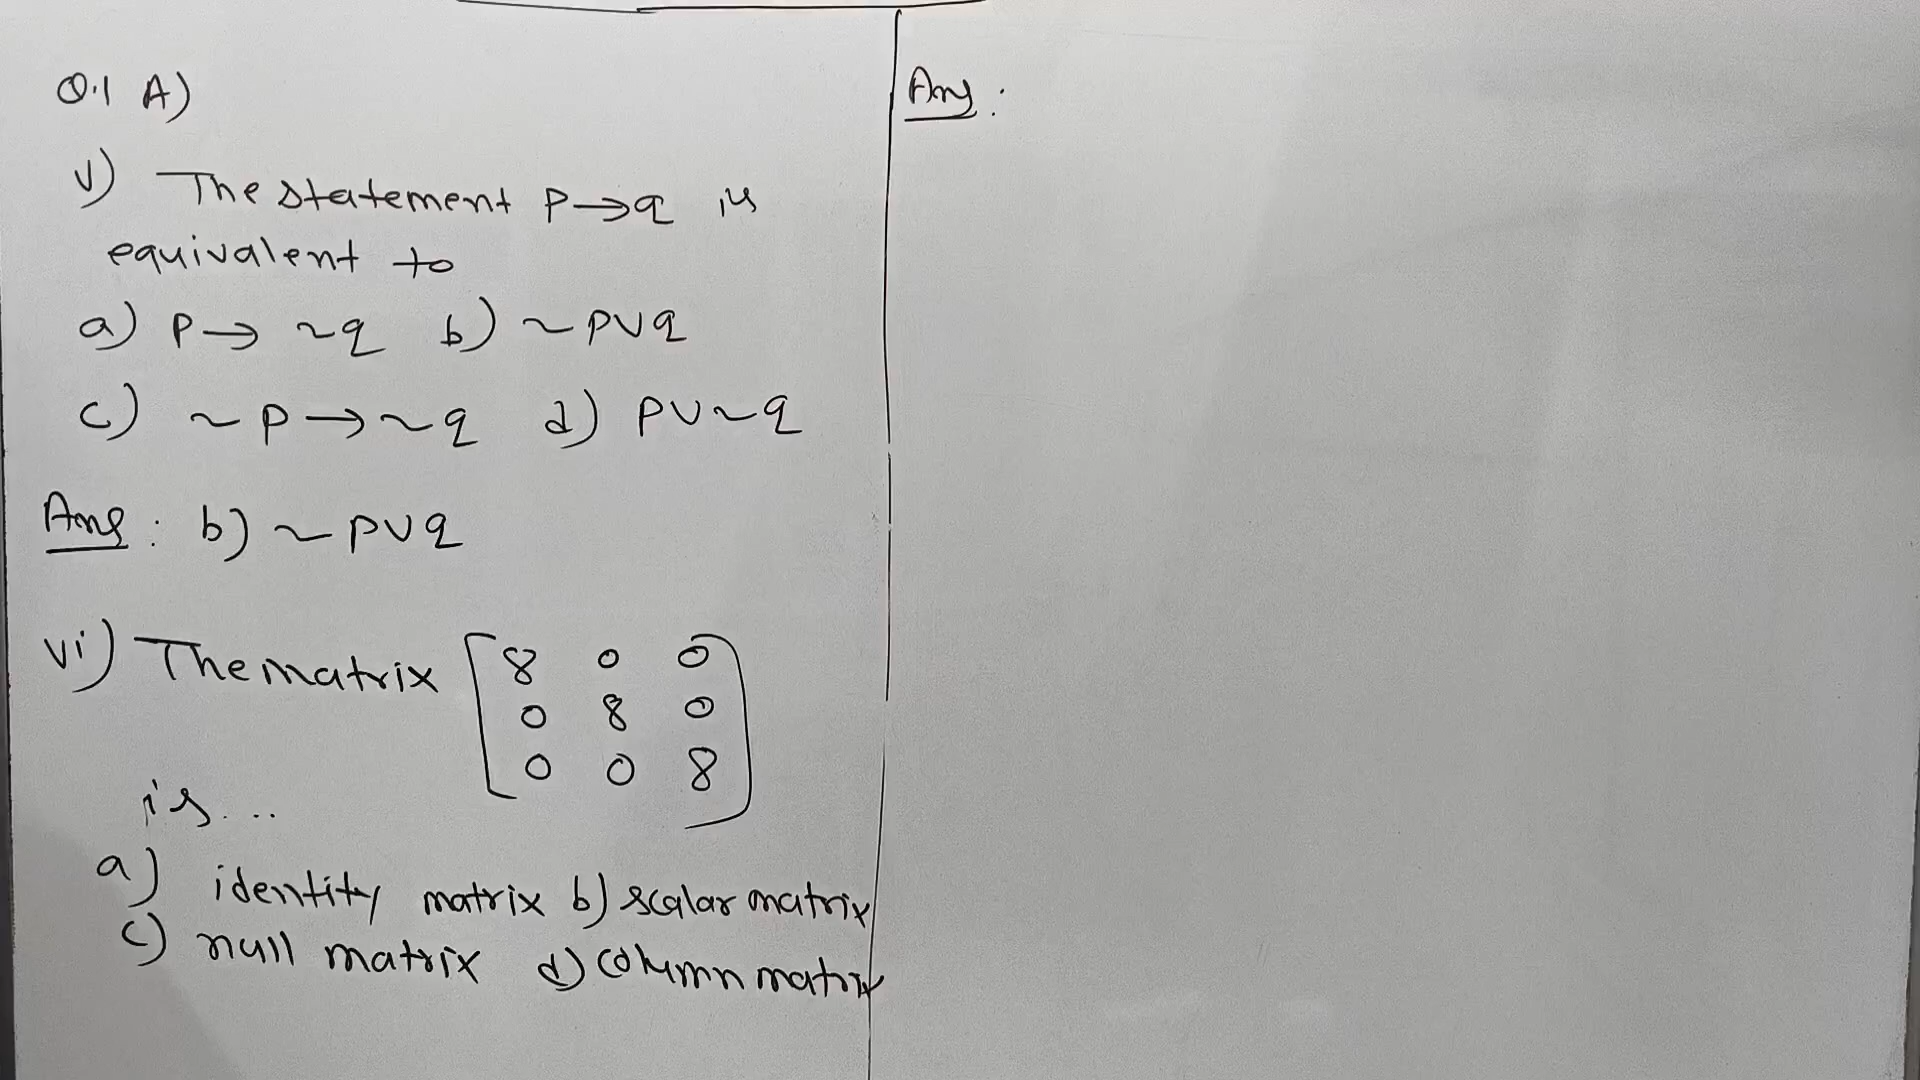 Q.1 A)
v) The statement p→q is
equivalent to
a) p→ ~q b) ~p∨q
c) ~p→~q d) p∨~q
Ans : b) ~p∨q
vi) The matrix [8 0 0
0 8 0
0 0 8]
is...
a) identity matrix b) scalar matrix
c) null matrix d) column matrix
Ans :